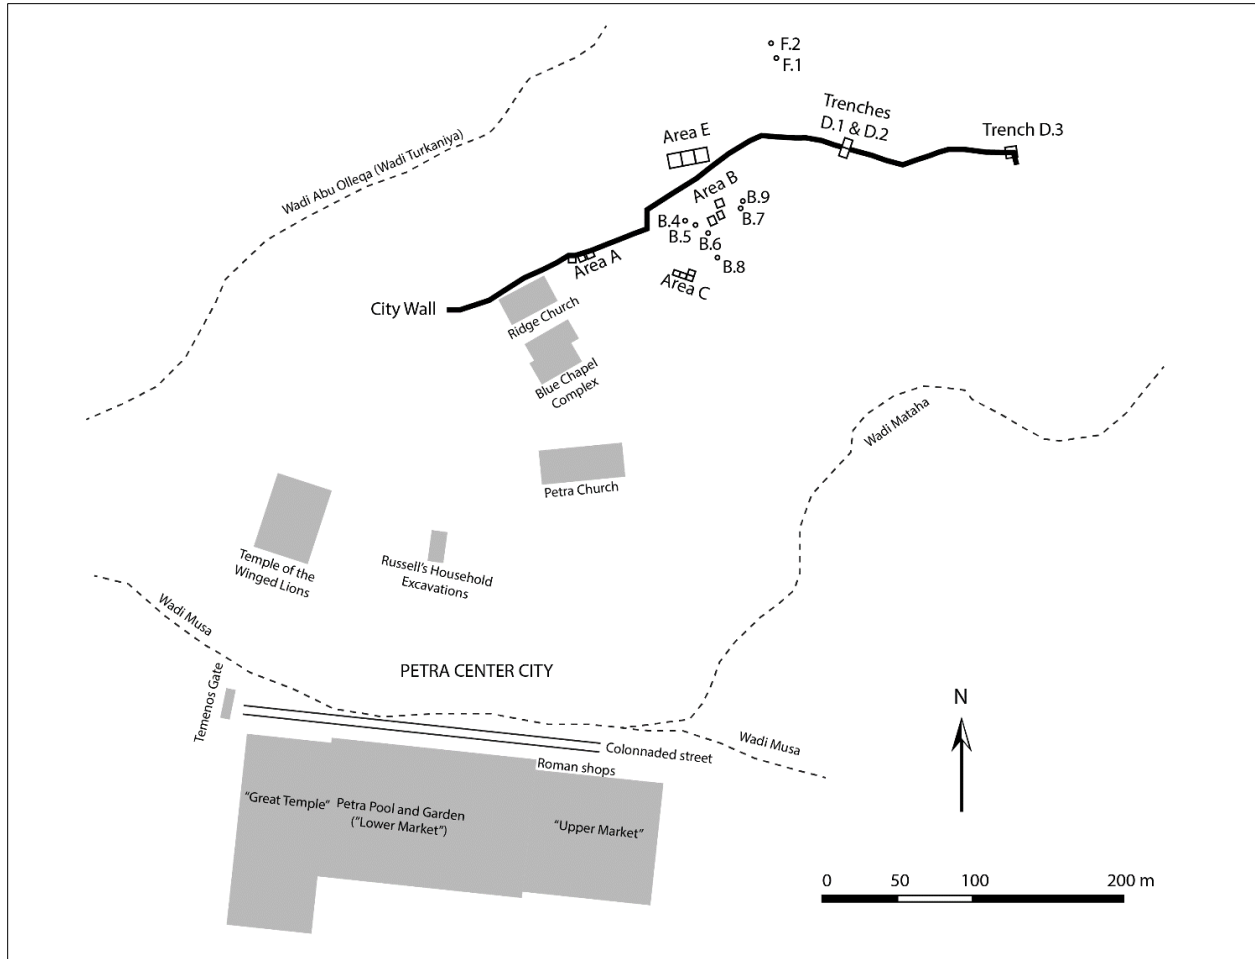 F.2
F.1
Trenches
D.1 & D.2
Trench D.3
Area E
Wadi Abu Olleqa (Wadi Turkaniya)
Area B
B.9
B.7
B.4
B.5
B.6
B.8
Area A
Area C
City Wall
Ridge Church
Blue Chapel
Complex
Wadi Mataha
Petra Church
Temple of the
Winged Lions
Russell's Household
Excavations
Wadi Musa
PETRA CENTER CITY
Temenos Gate
N
Wadi Musa
Colonnaded street
Roman shops
"Great Temple"
Petra Pool and Garden
("Lower Market")
"Upper Market"
0 50 100 200 m